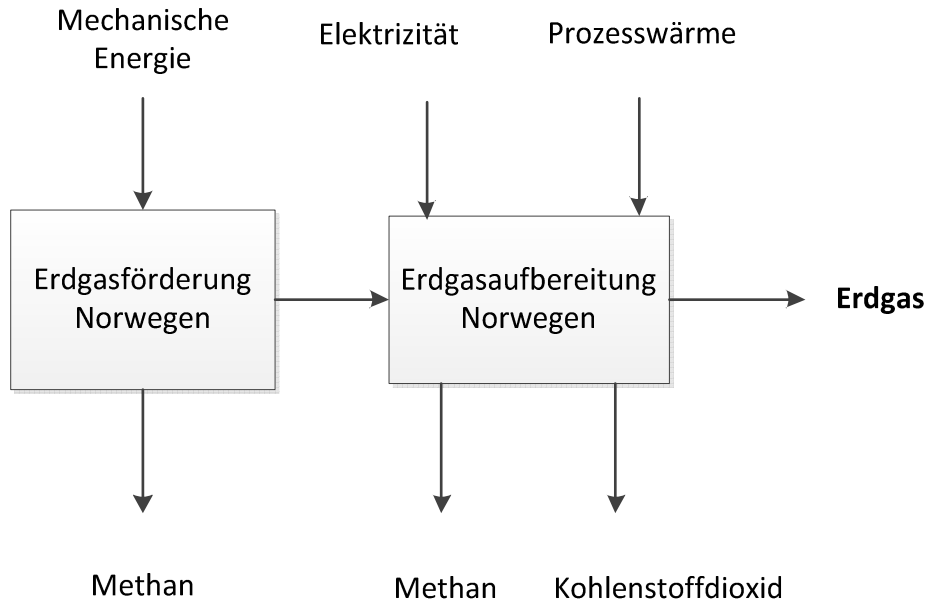 Mechanische
Energie
Elektrizität
Prozesswärme
Erdgasförderung
Norwegen
Erdgasaufbereitung
Norwegen
Erdgas
Methan
Methan
Kohlenstoffdioxid